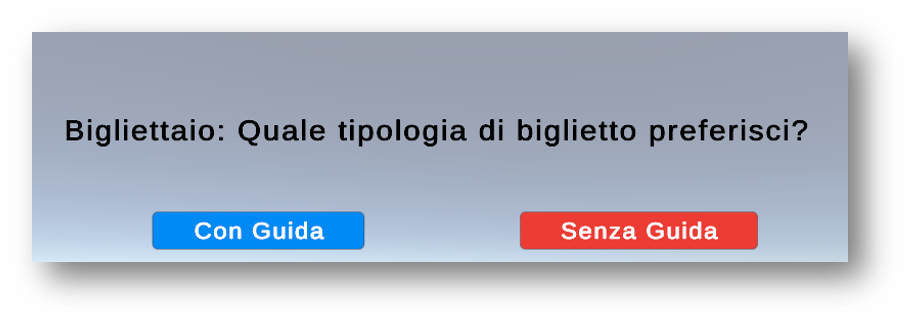 Bigliettaio: Quale tipologia di biglietto preferisci?
Con Guida
Senza Guida